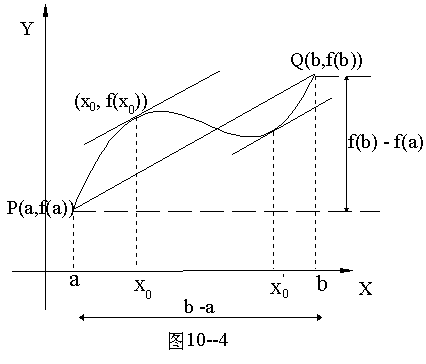 Y
Q(b,f(b))
(x₀, f(x₀))
f(b) - f(a)
P(a,f(a))
a
x₀
x₀'
b
X
b -a
图10--4